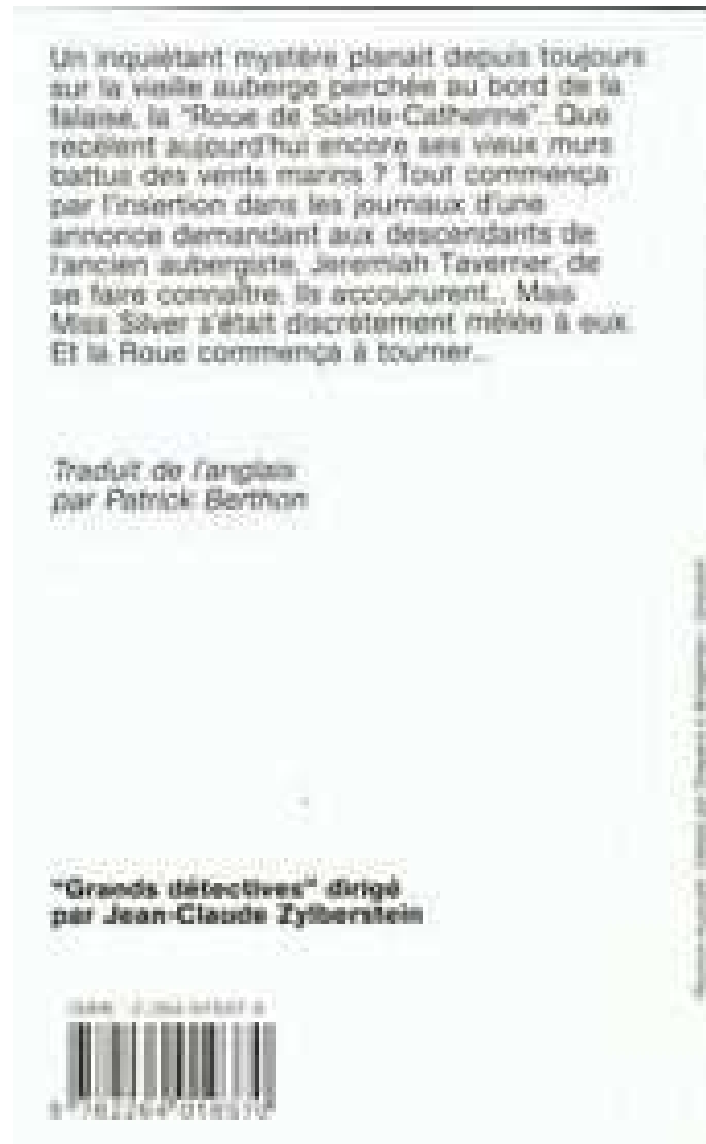 Un inquiétant mystère planait depuis toujours
sur la vieille auberge perchée au bord de la
falaise, la "Roue de Sainte-Catherine". Que
recèlent aujourd'hui encore ses vieux murs
battus des vents marins ? Tout commença
par l'insertion dans les journaux d'une
annonce demandant aux descendants de
l'ancien aubergiste, Jeremiah Taverner, de
se faire connaître. Ils accoururent... Mais
Miss Silver s'était discrètement mêlée à eux.
Et la Roue commença à tourner...
Traduit de l'anglais
par Patrick Berthon
"Grands détectives" dirigé
par Jean-Claude Zylberstein
ISBN